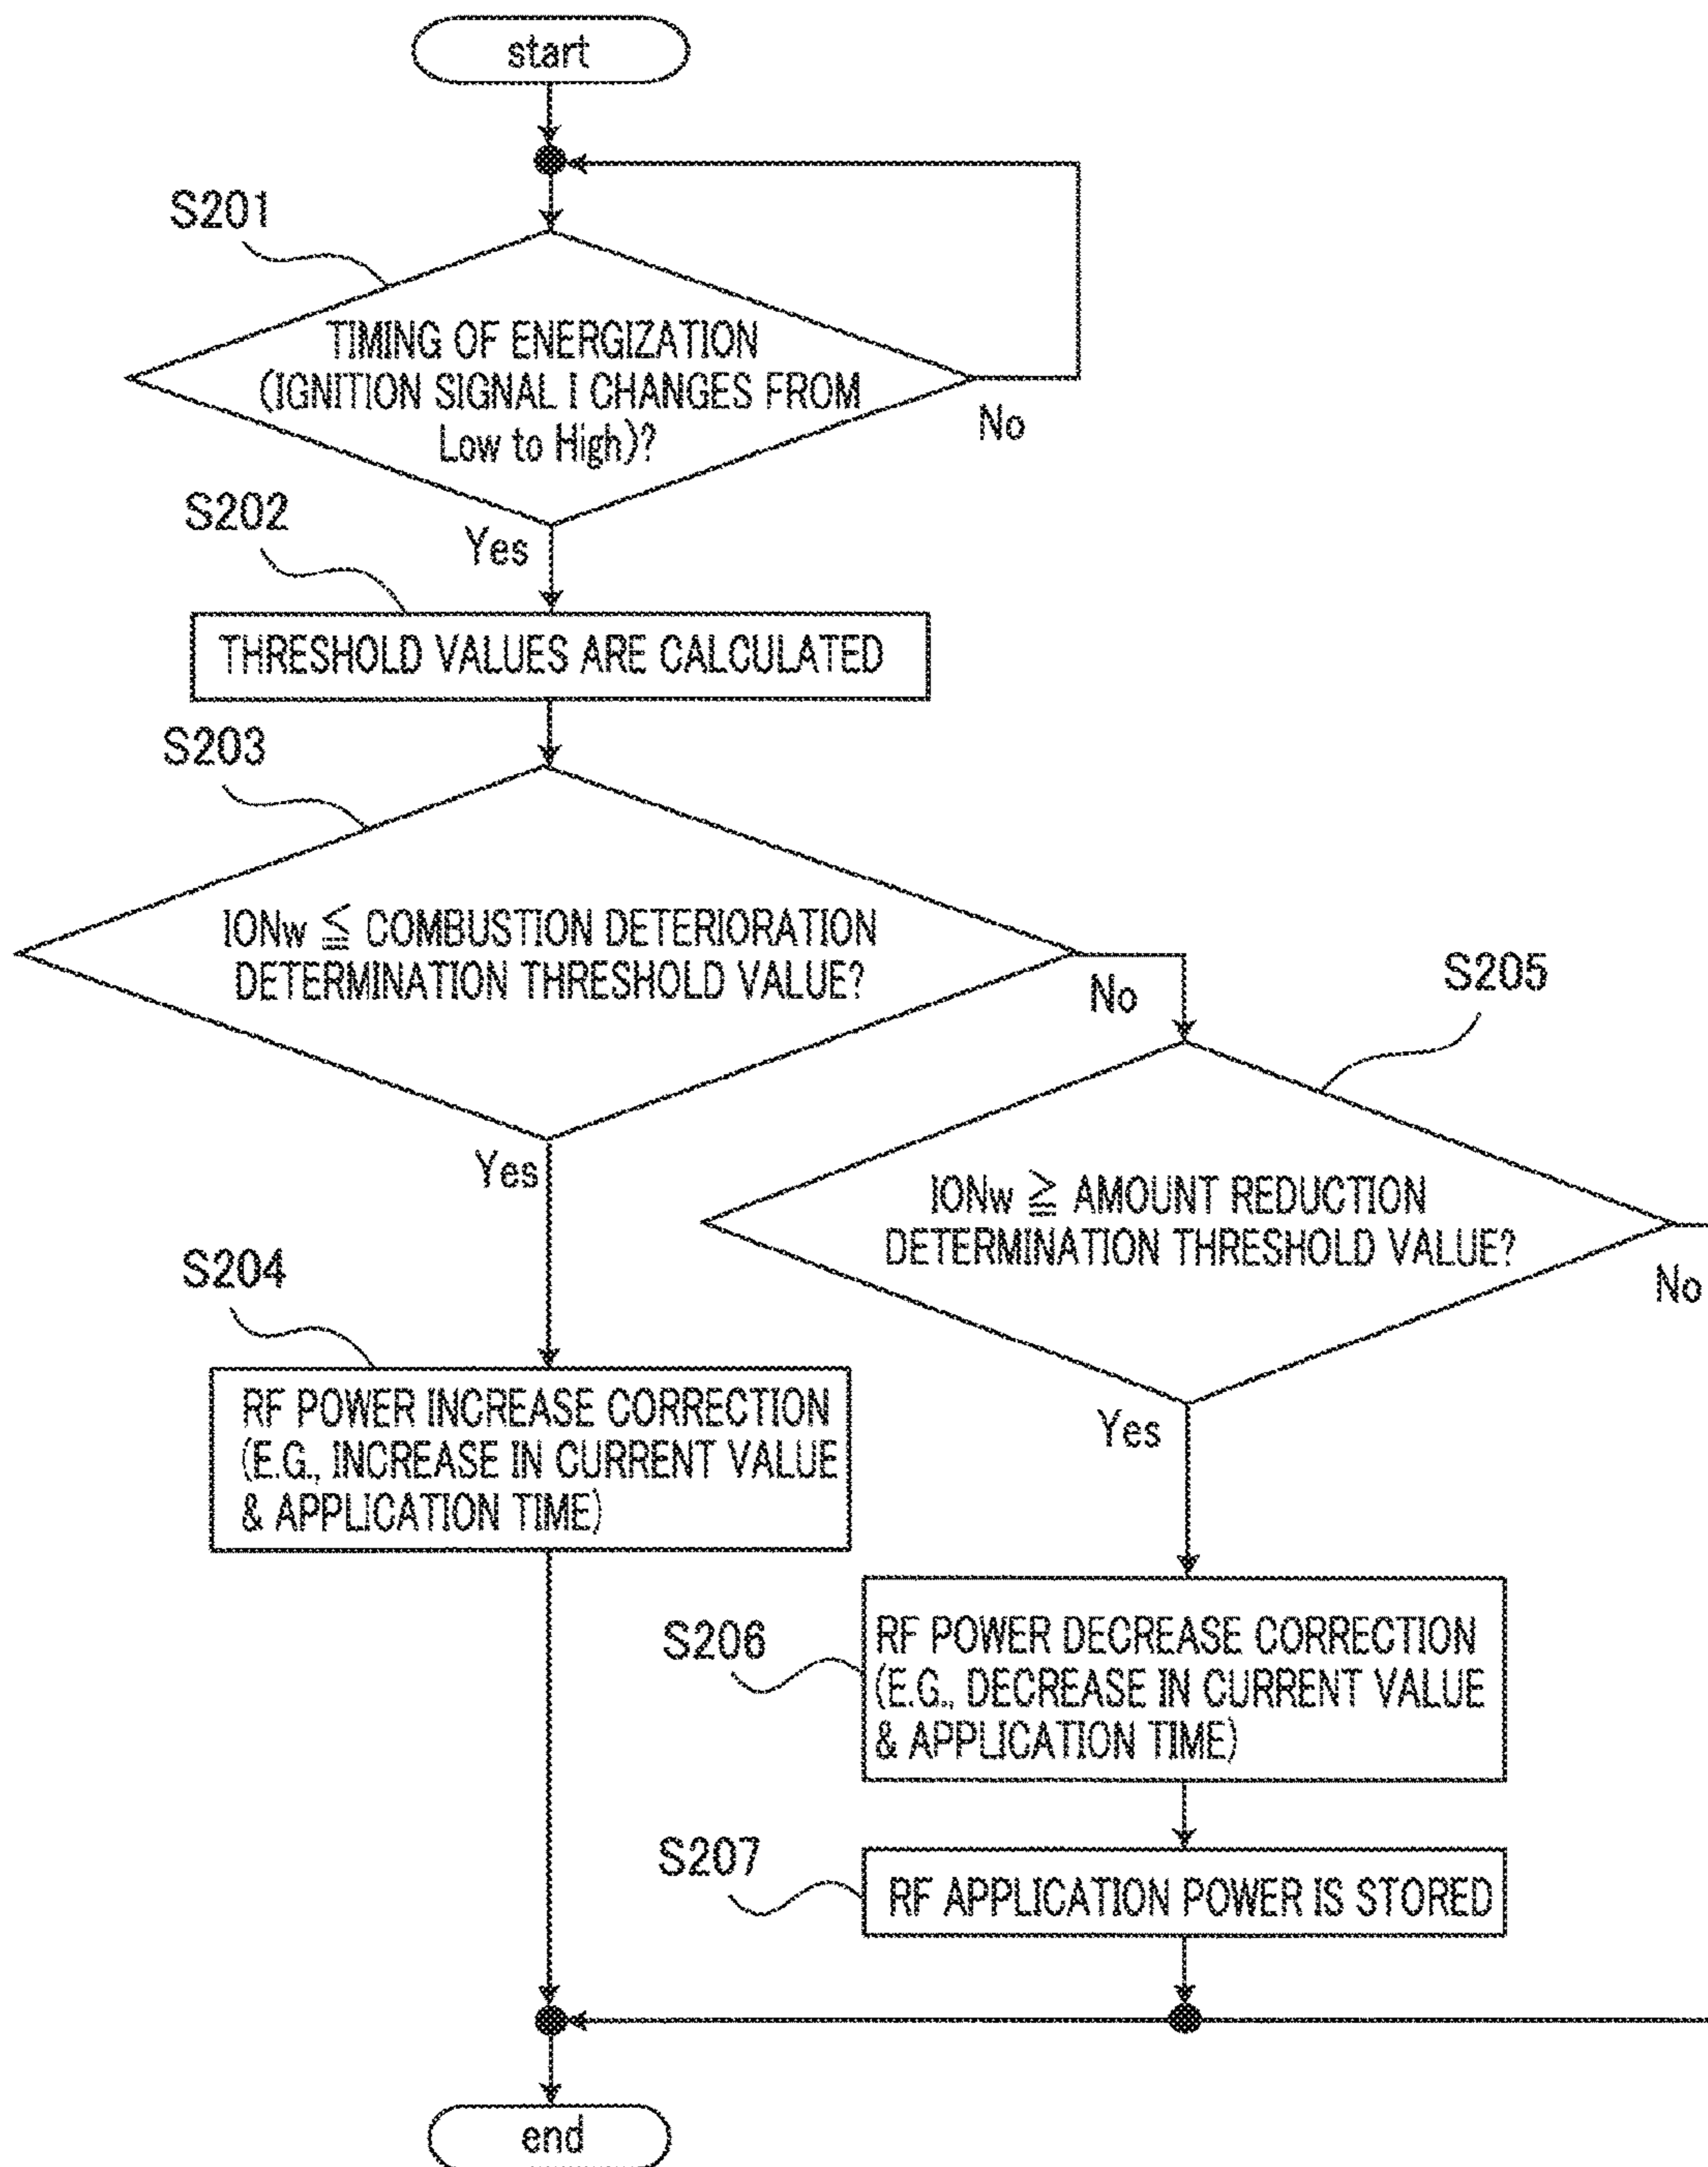 start
S201
TIMING OF ENERGIZATION
(IGNITION SIGNAL I CHANGES FROM
Low to High)?
No
S202
Yes
THRESHOLD VALUES ARE CALCULATED
S203
IONw ≦ COMBUSTION DETERIORATION
DETERMINATION THRESHOLD VALUE?
No
S205
Yes
IONw ≧ AMOUNT REDUCTION
DETERMINATION THRESHOLD VALUE?
No
S204
RF POWER INCREASE CORRECTION
(E.G., INCREASE IN CURRENT VALUE
& APPLICATION TIME)
Yes
S206
RF POWER DECREASE CORRECTION
(E.G., DECREASE IN CURRENT VALUE
& APPLICATION TIME)
S207
RF APPLICATION POWER IS STORED
end